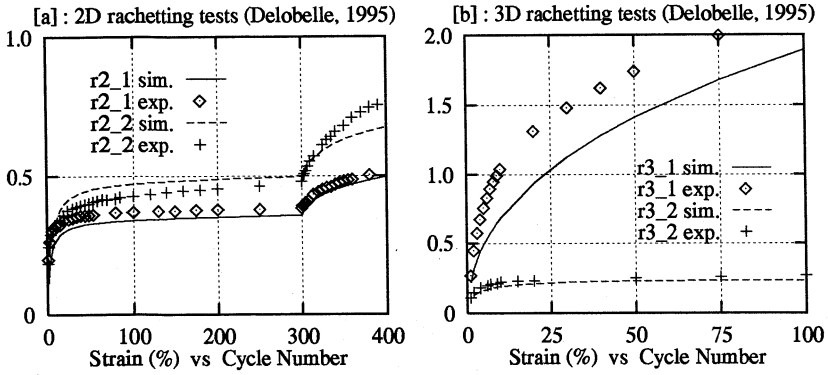 [a] : 2D rachetting tests (Delobelle, 1995)
1.0
0.5
0
r2_1 sim.
r2_1 exp.
r2_2 sim.
r2_2 exp.
0 100 200 300 400
Strain (%) vs Cycle Number
[b] : 3D rachetting tests (Delobelle, 1995)
2.0
1.5
1.0
0.5
0
r3_1 sim.
r3_1 exp.
r3_2 sim.
r3_2 exp.
0 25 50 75 100
Strain (%) vs Cycle Number